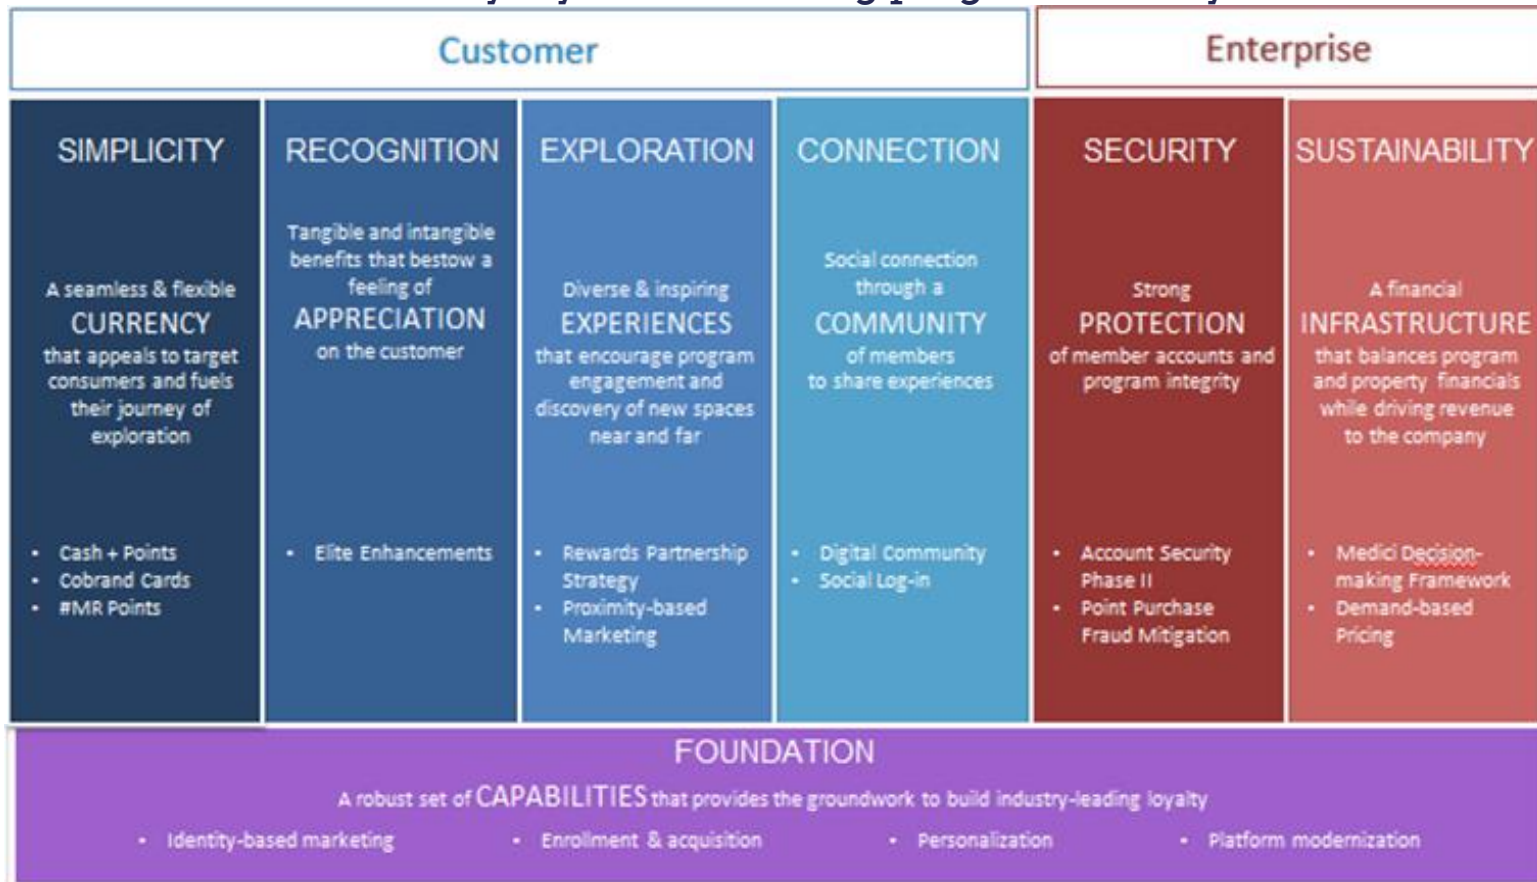 Customer
Enterprise
SIMPLICITY
A seamless & flexible
CURRENCY
that appeals to target
consumers and fuels
their journey of
exploration
• Cash + Points
• Cobrand Cards
• #MR Points
RECOGNITION
Tangible and intangible
benefits that bestow a
feeling of
APPRECIATION
on the customer
• Elite Enhancements
EXPLORATION
Diverse & inspiring
EXPERIENCES
that encourage program
engagement and
discovery of new spaces
near and far
• Rewards Partnership
Strategy
• Proximity-based
Marketing
CONNECTION
Social connection
through a
COMMUNITY
of members
to share experiences
• Digital Community
• Social Log-in
SECURITY
Strong
PROTECTION
of member accounts and
program integrity
• Account Security
Phase II
• Point Purchase
Fraud Mitigation
SUSTAINABILITY
A financial
INFRASTRUCTURE
that balances program
and property financials
while driving revenue
to the company
• Medici Decision-
making Framework
• Demand-based
Pricing
FOUNDATION
A robust set of CAPABILITIES that provides the groundwork to build industry-leading loyalty
• Identity-based marketing • Enrollment & acquisition • Personalization • Platform modernization